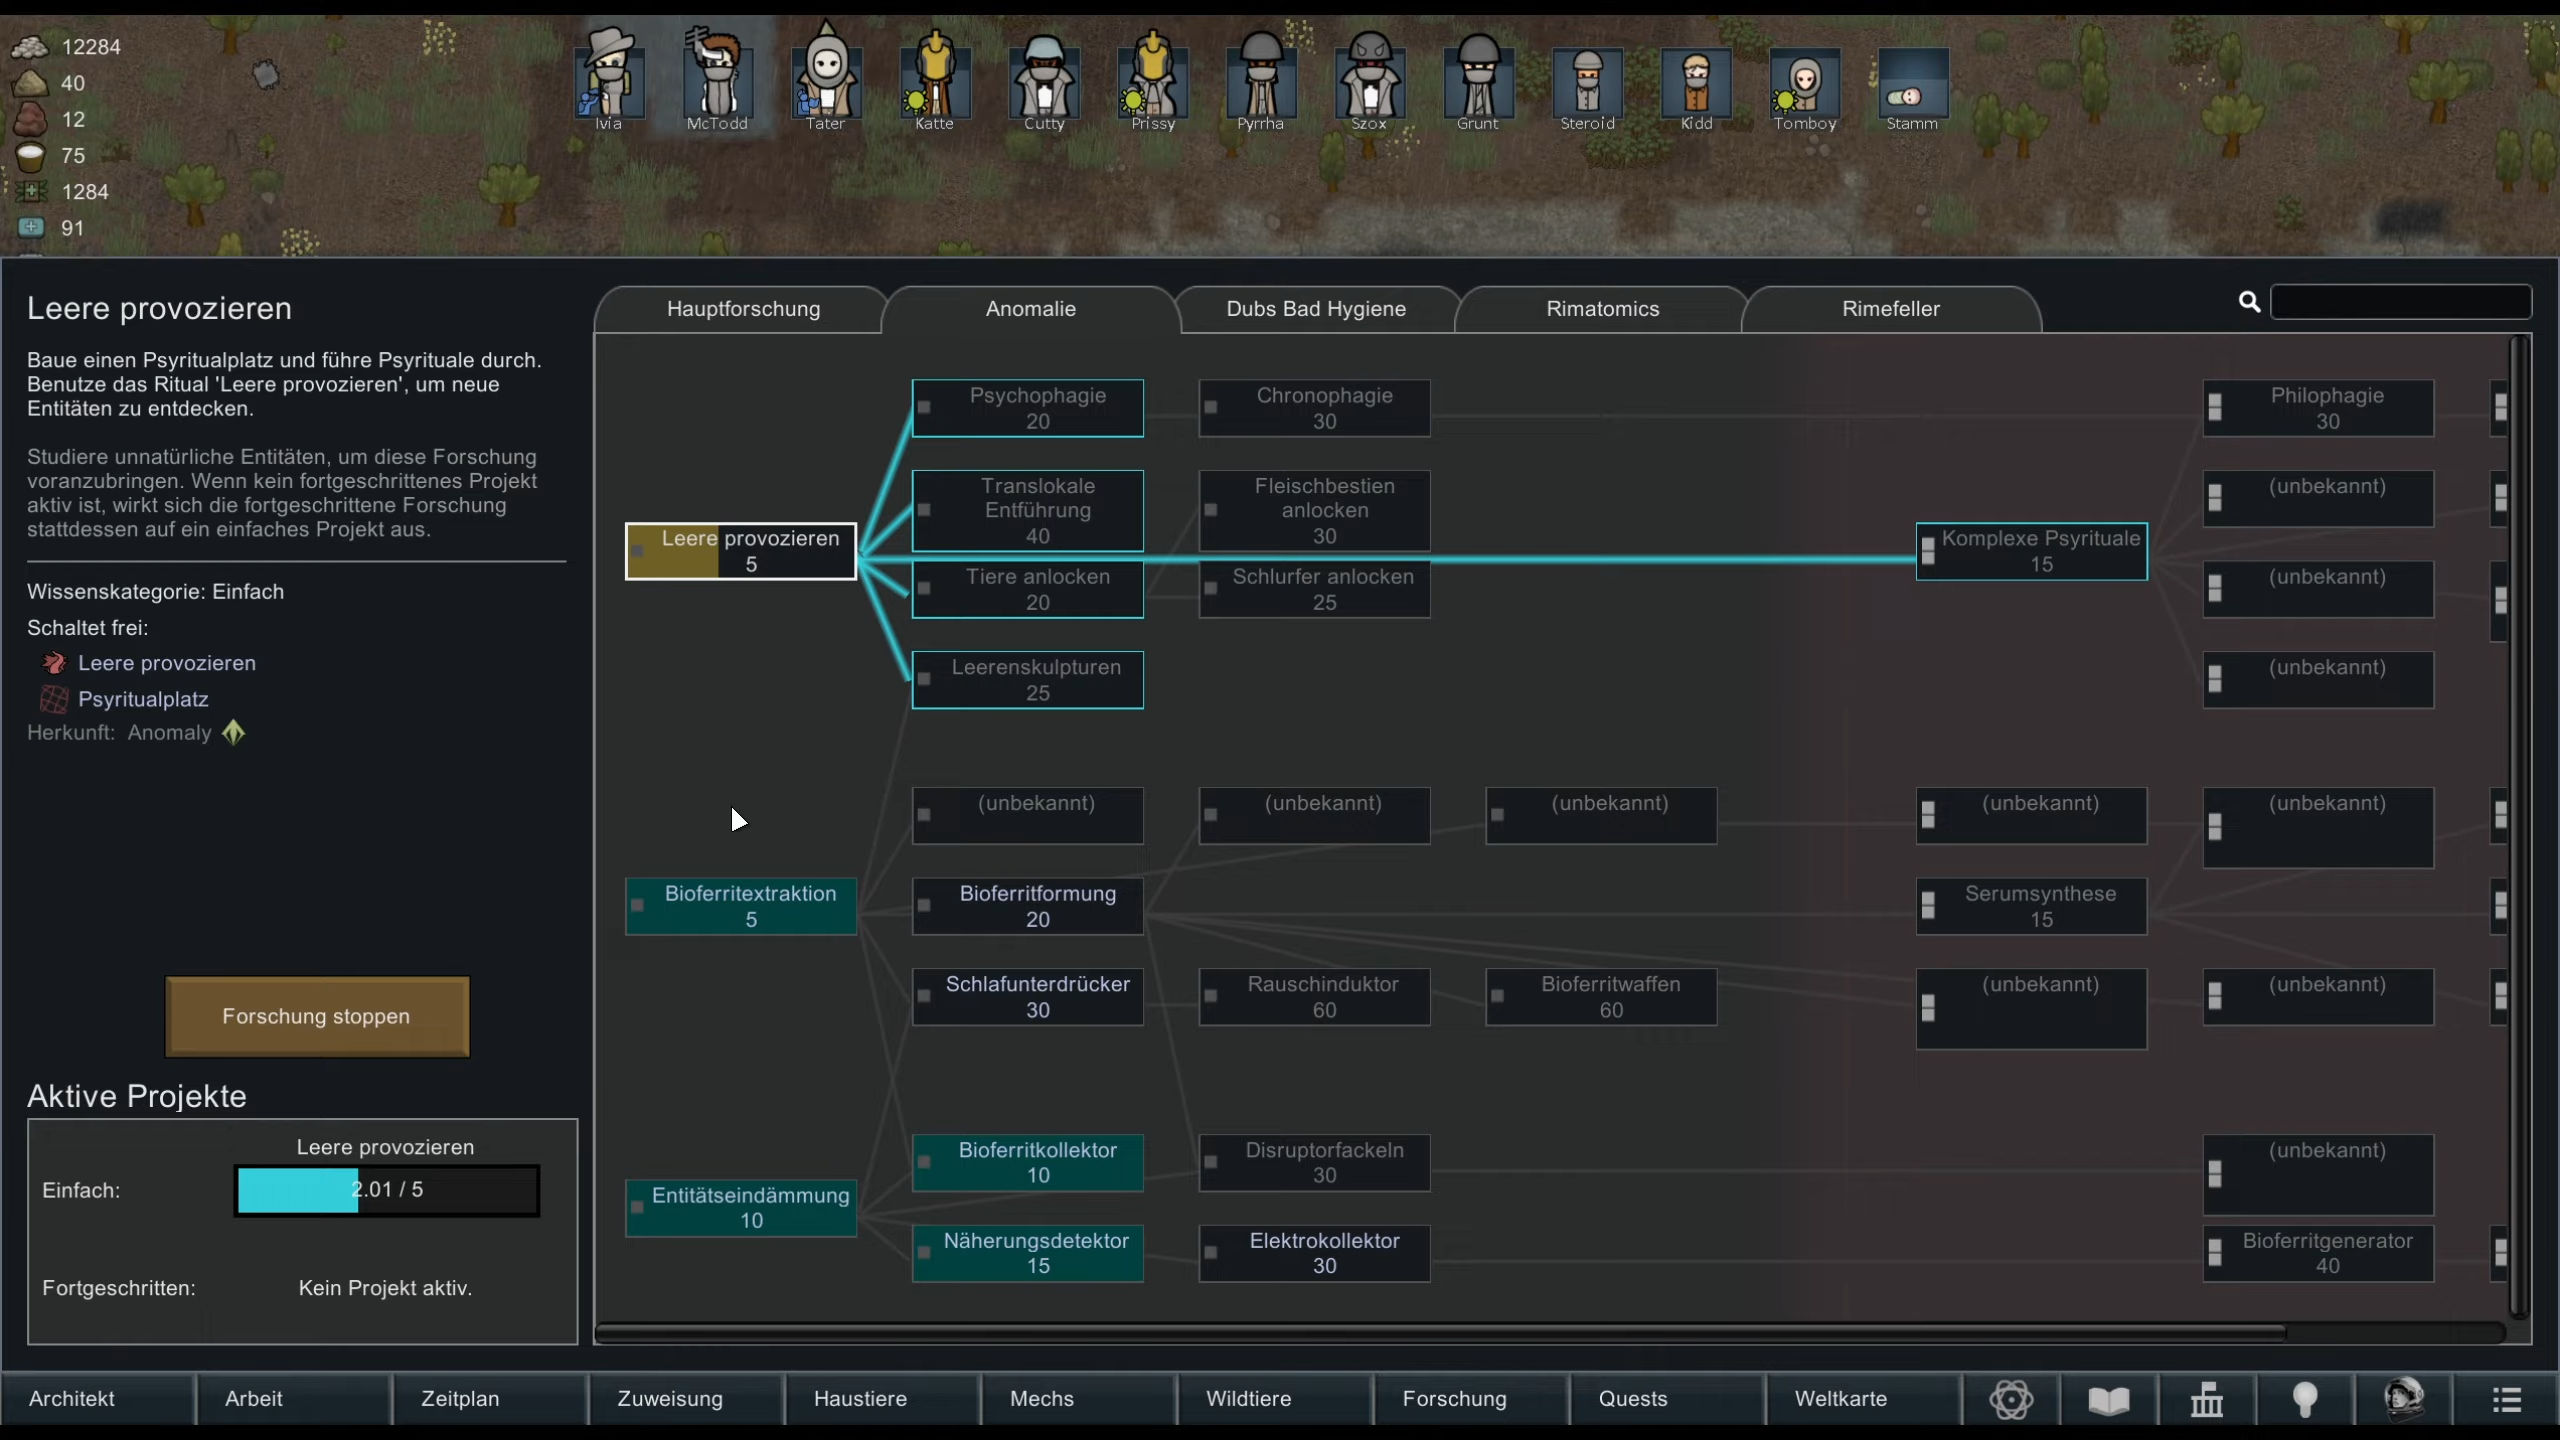 12284
40
12
75
1284
91
Ivia
McTodd
Tater
Katte
Cutty
Prissy
Pyrrha
Szox
Grunt
Steroid
Kidd
Tomboy
Stamm
Leere provozieren
Baue einen Psyritualplatz und führe Psyrituale durch.
Benutze das Ritual 'Leere provozieren', um neue
Entitäten zu entdecken.
Studiere unnatürliche Entitäten, um diese Forschung
voranzubringen. Wenn kein fortgeschrittenes Projekt
aktiv ist, wirkt sich die fortgeschrittene Forschung
stattdessen auf ein einfaches Projekt aus.
Wissenskategorie: Einfach
Schaltet frei:
Leere provozieren
Psyritualplatz
Herkunft: Anomaly
Forschung stoppen
Aktive Projekte
Leere provozieren
Einfach:
2.01 / 5
Fortgeschritten:
Kein Projekt aktiv.
Hauptforschung
Anomalie
Dubs Bad Hygiene
Rimatomics
Rimefeller
Psychophagie
20
Chronophagie
30
Philophagie
30
Translokale
Entführung
40
Fleischbestien
anlocken
30
(unbekannt)
Leere provozieren
5
Komplexe Psyrituale
15
Tiere anlocken
20
Schlurfer anlocken
25
(unbekannt)
Leerenskulpturen
25
(unbekannt)
(unbekannt)
(unbekannt)
(unbekannt)
(unbekannt)
(unbekannt)
Bioferritextraktion
5
Bioferritformung
20
Serumsynthese
15
Schlafunterdrücker
30
Rauschinduktor
60
Bioferritwaffen
60
(unbekannt)
(unbekannt)
Bioferritkollektor
10
Disruptorfackeln
30
(unbekannt)
Entitätseindämmung
10
Näherungsdetektor
15
Elektrokollektor
30
Bioferritgenerator
40
Architekt
Arbeit
Zeitplan
Zuweisung
Haustiere
Mechs
Wildtiere
Forschung
Quests
Weltkarte